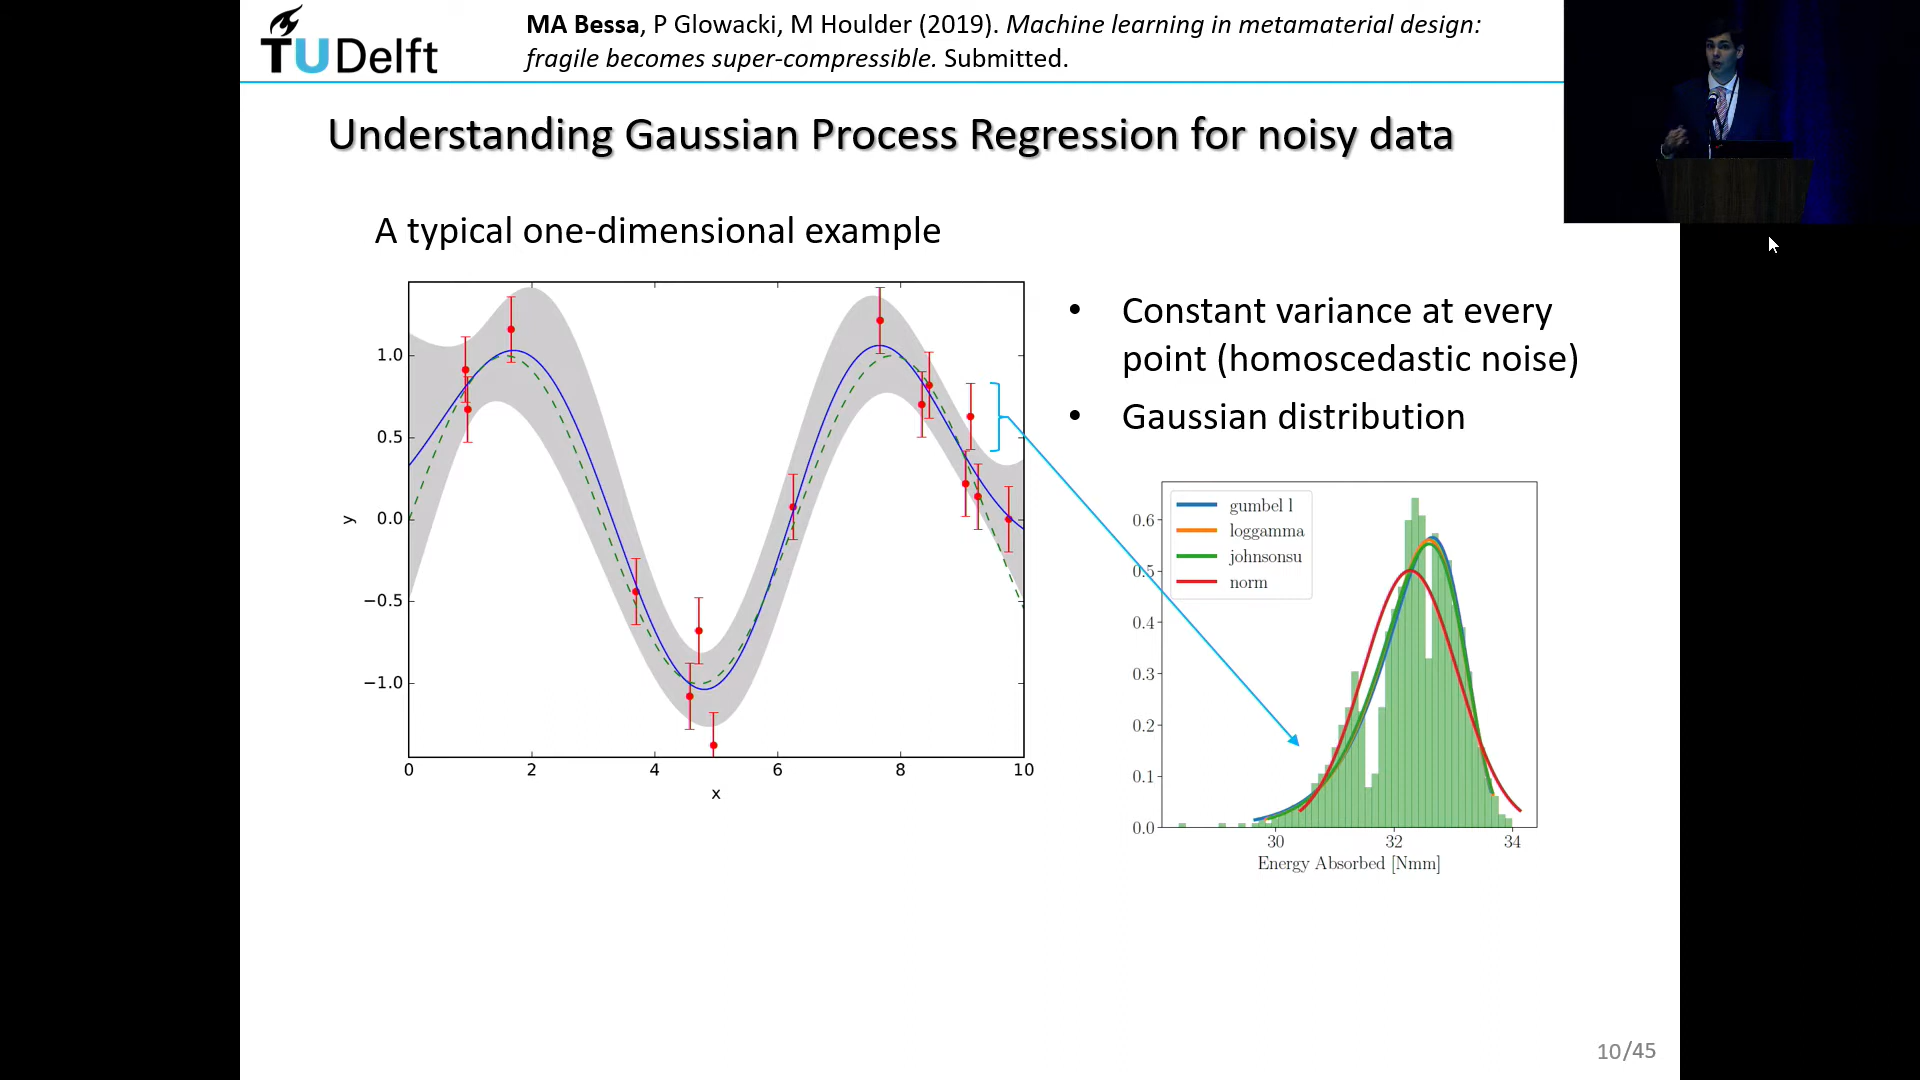 TUDelft
MA Bessa, P Glowacki, M Houlder (2019). Machine learning in metamaterial design:
fragile becomes super-compressible. Submitted.
Understanding Gaussian Process Regression for noisy data
A typical one-dimensional example
1.0
0.5
0.0
−0.5
−1.0
y
0 2 4 6 8 10
x
• Constant variance at every
point (homoscedastic noise)
• Gaussian distribution
gumbel l
loggamma
johnsonsu
norm
0.6
0.5
0.4
0.3
0.2
0.1
0.0
30 32 34
Energy Absorbed [Nmm]
10/45